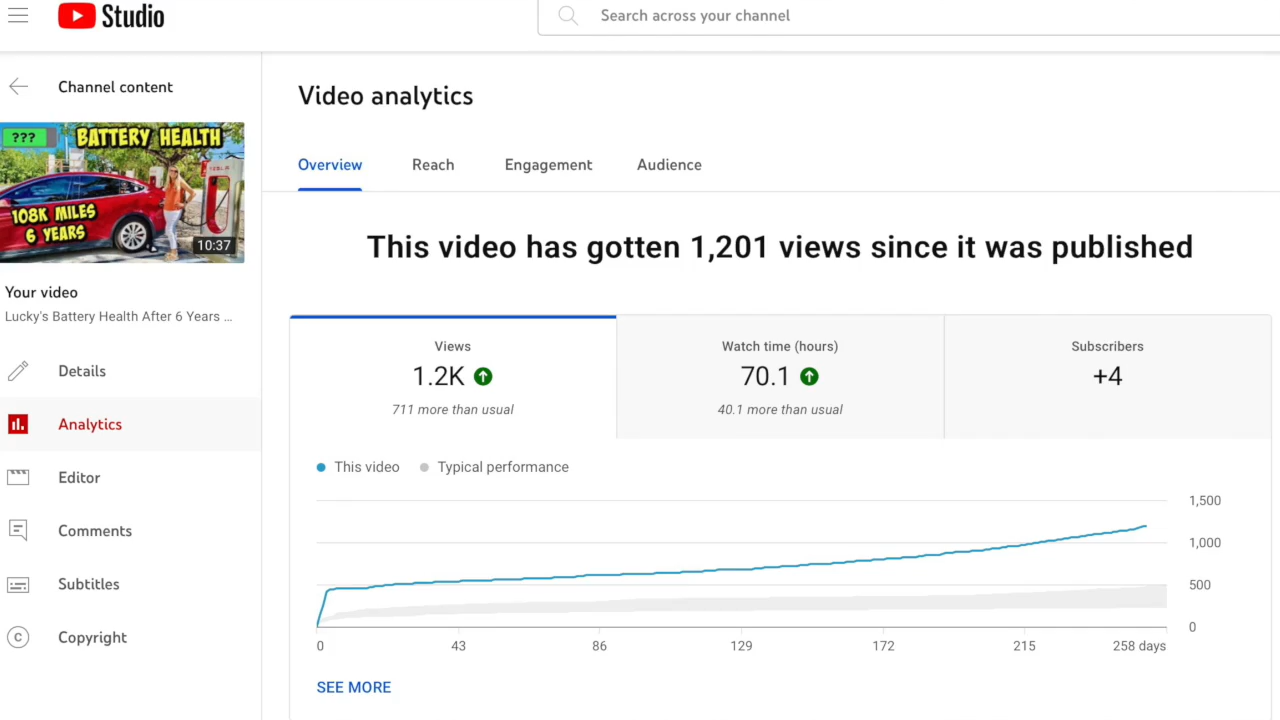 Studio
Search across your channel
Channel content
???
BATTERY HEALTH
108K MILES
6 YEARS
10:37
Your video
Lucky's Battery Health After 6 Years ...
Details
Analytics
Editor
Comments
Subtitles
Copyright
Video analytics
Overview Reach Engagement Audience
This video has gotten 1,201 views since it was published
Views
1.2K
711 more than usual
Watch time (hours)
70.1
40.1 more than usual
Subscribers
+4
This video Typical performance
1,500
1,000
500
0
0 43 86 129 172 215 258 days
SEE MORE